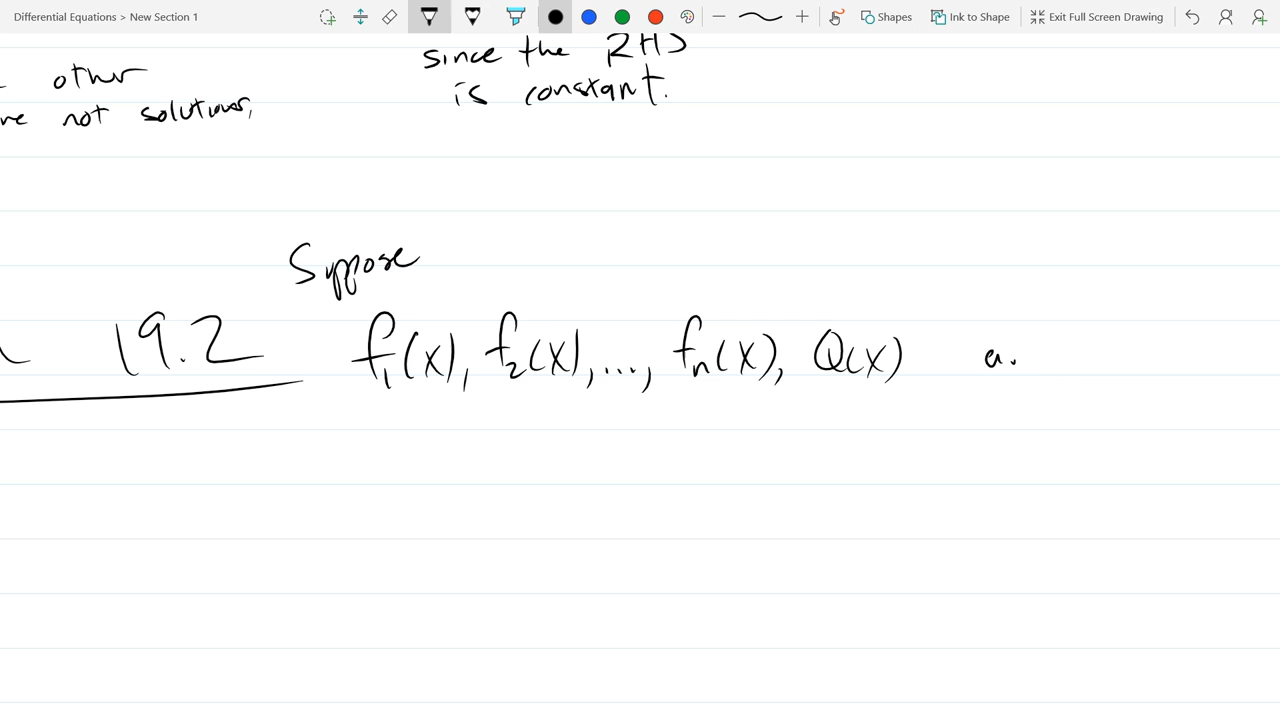 Differential Equations > New Section 1
Shapes
Ink to Shape
Exit Full Screen Drawing
since the RHS
is constant.
other
not solutions,
Suppose
19.2 f₁(x), f₂(x), ..., fₙ(x), Q(x) a.